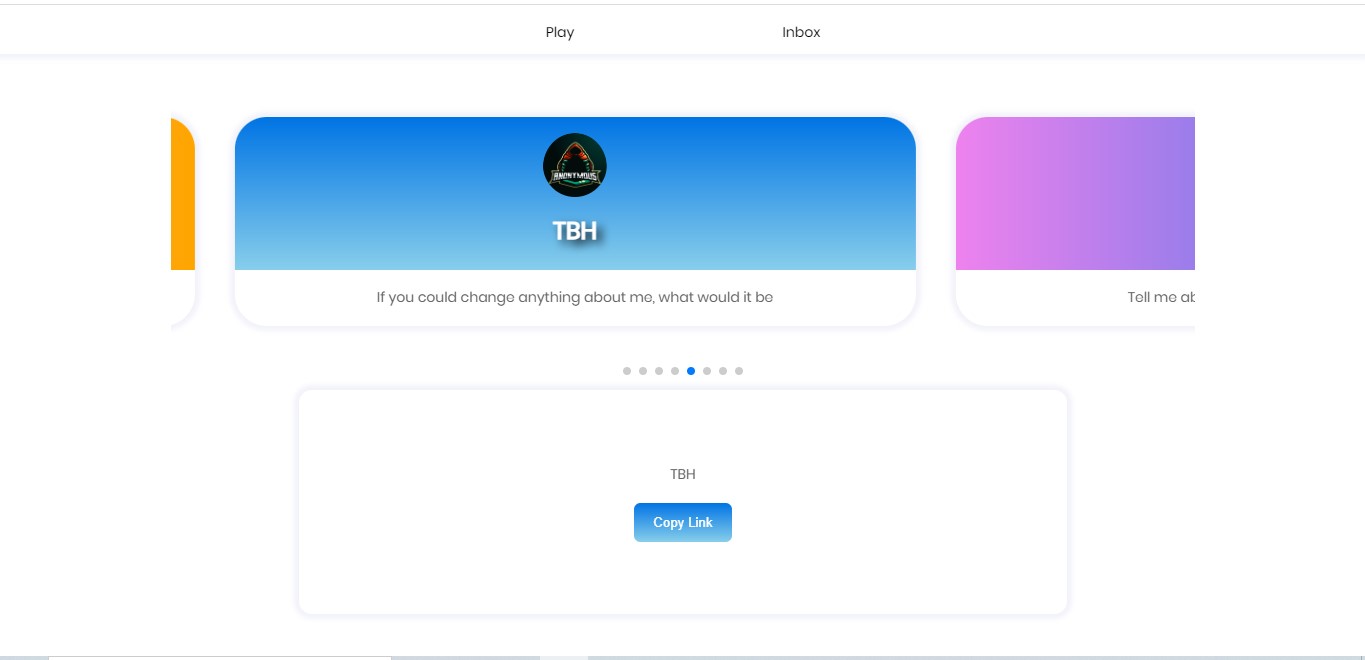 Play
Inbox
ANONYMOUS
TBH
If you could change anything about me, what would it be
Tell me ab
TBH
Copy Link